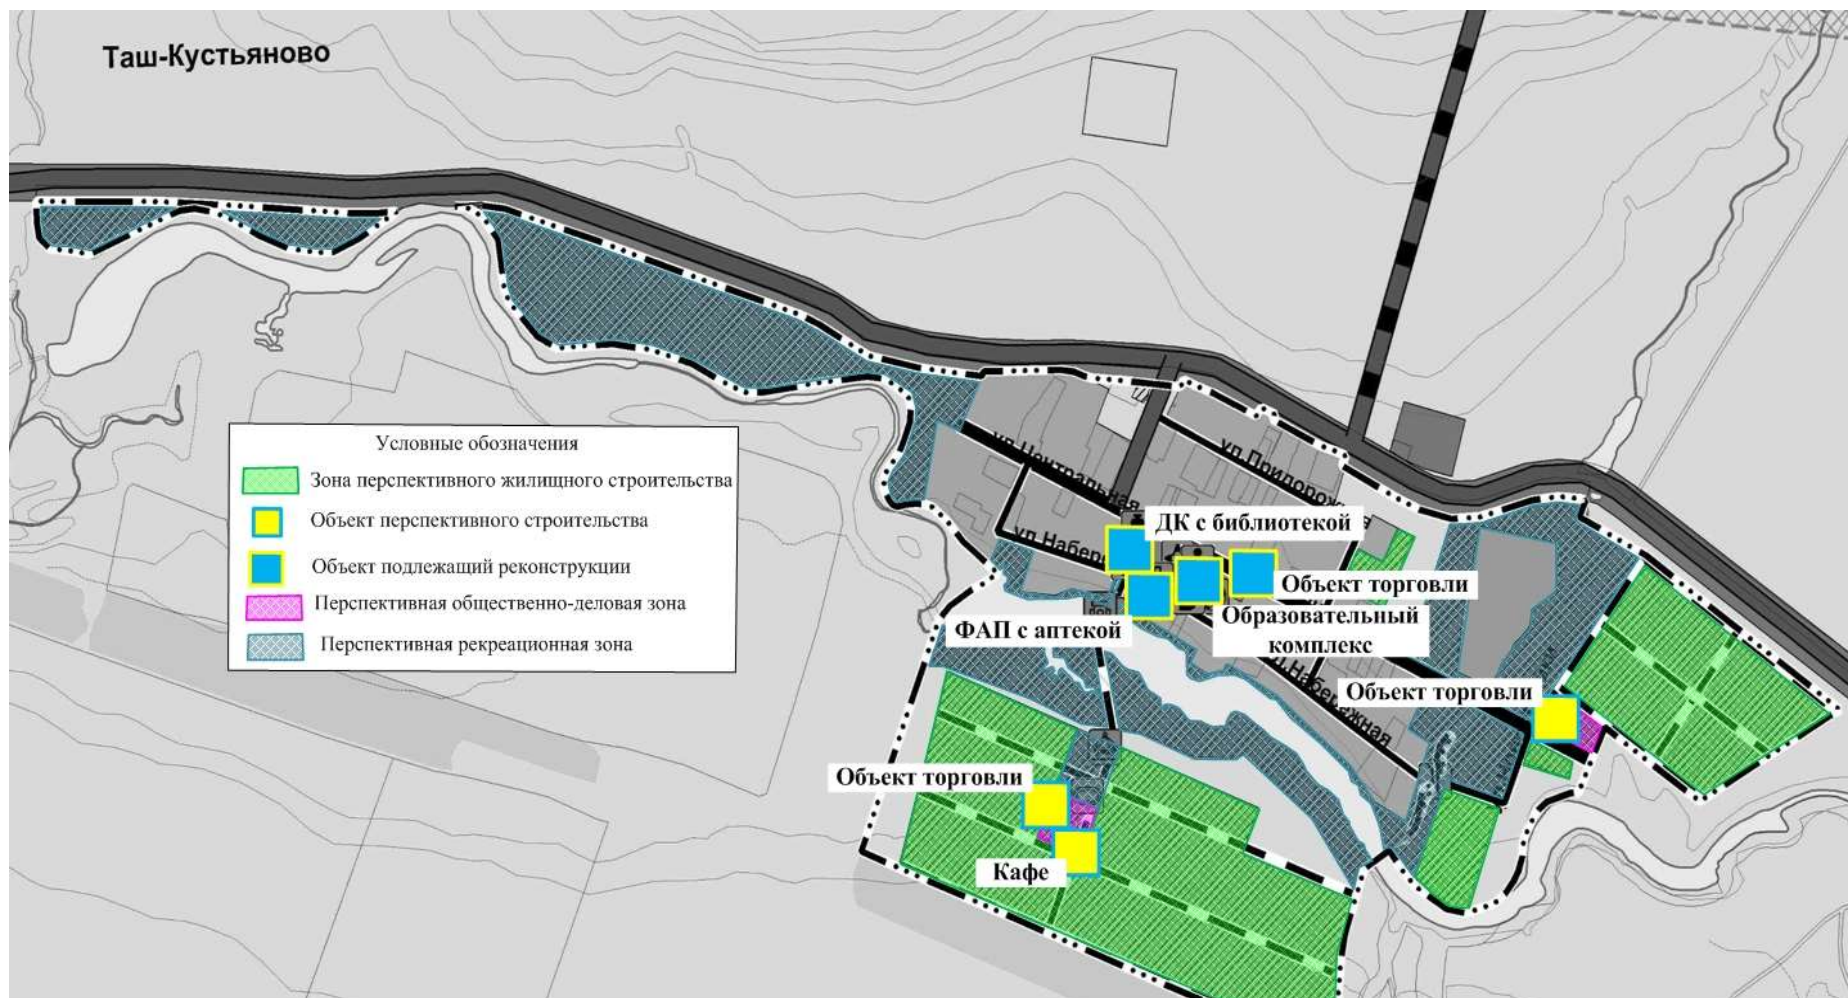 Таш-Кустьяново
Условные обозначения
Зона перспективного жилищного строительства
Объект перспективного строительства
Объект подлежащий реконструкции
Перспективная общественно-деловая зона
Перспективная рекреационная зона
ул.Центральная
ул.Придорожная
ДК с библиотекой
ул.Набере
Объект торговли
ФАП с аптекой
Образовательный
комплекс
ул.Набережная
Объект торговли
Объект торговли
Кафе